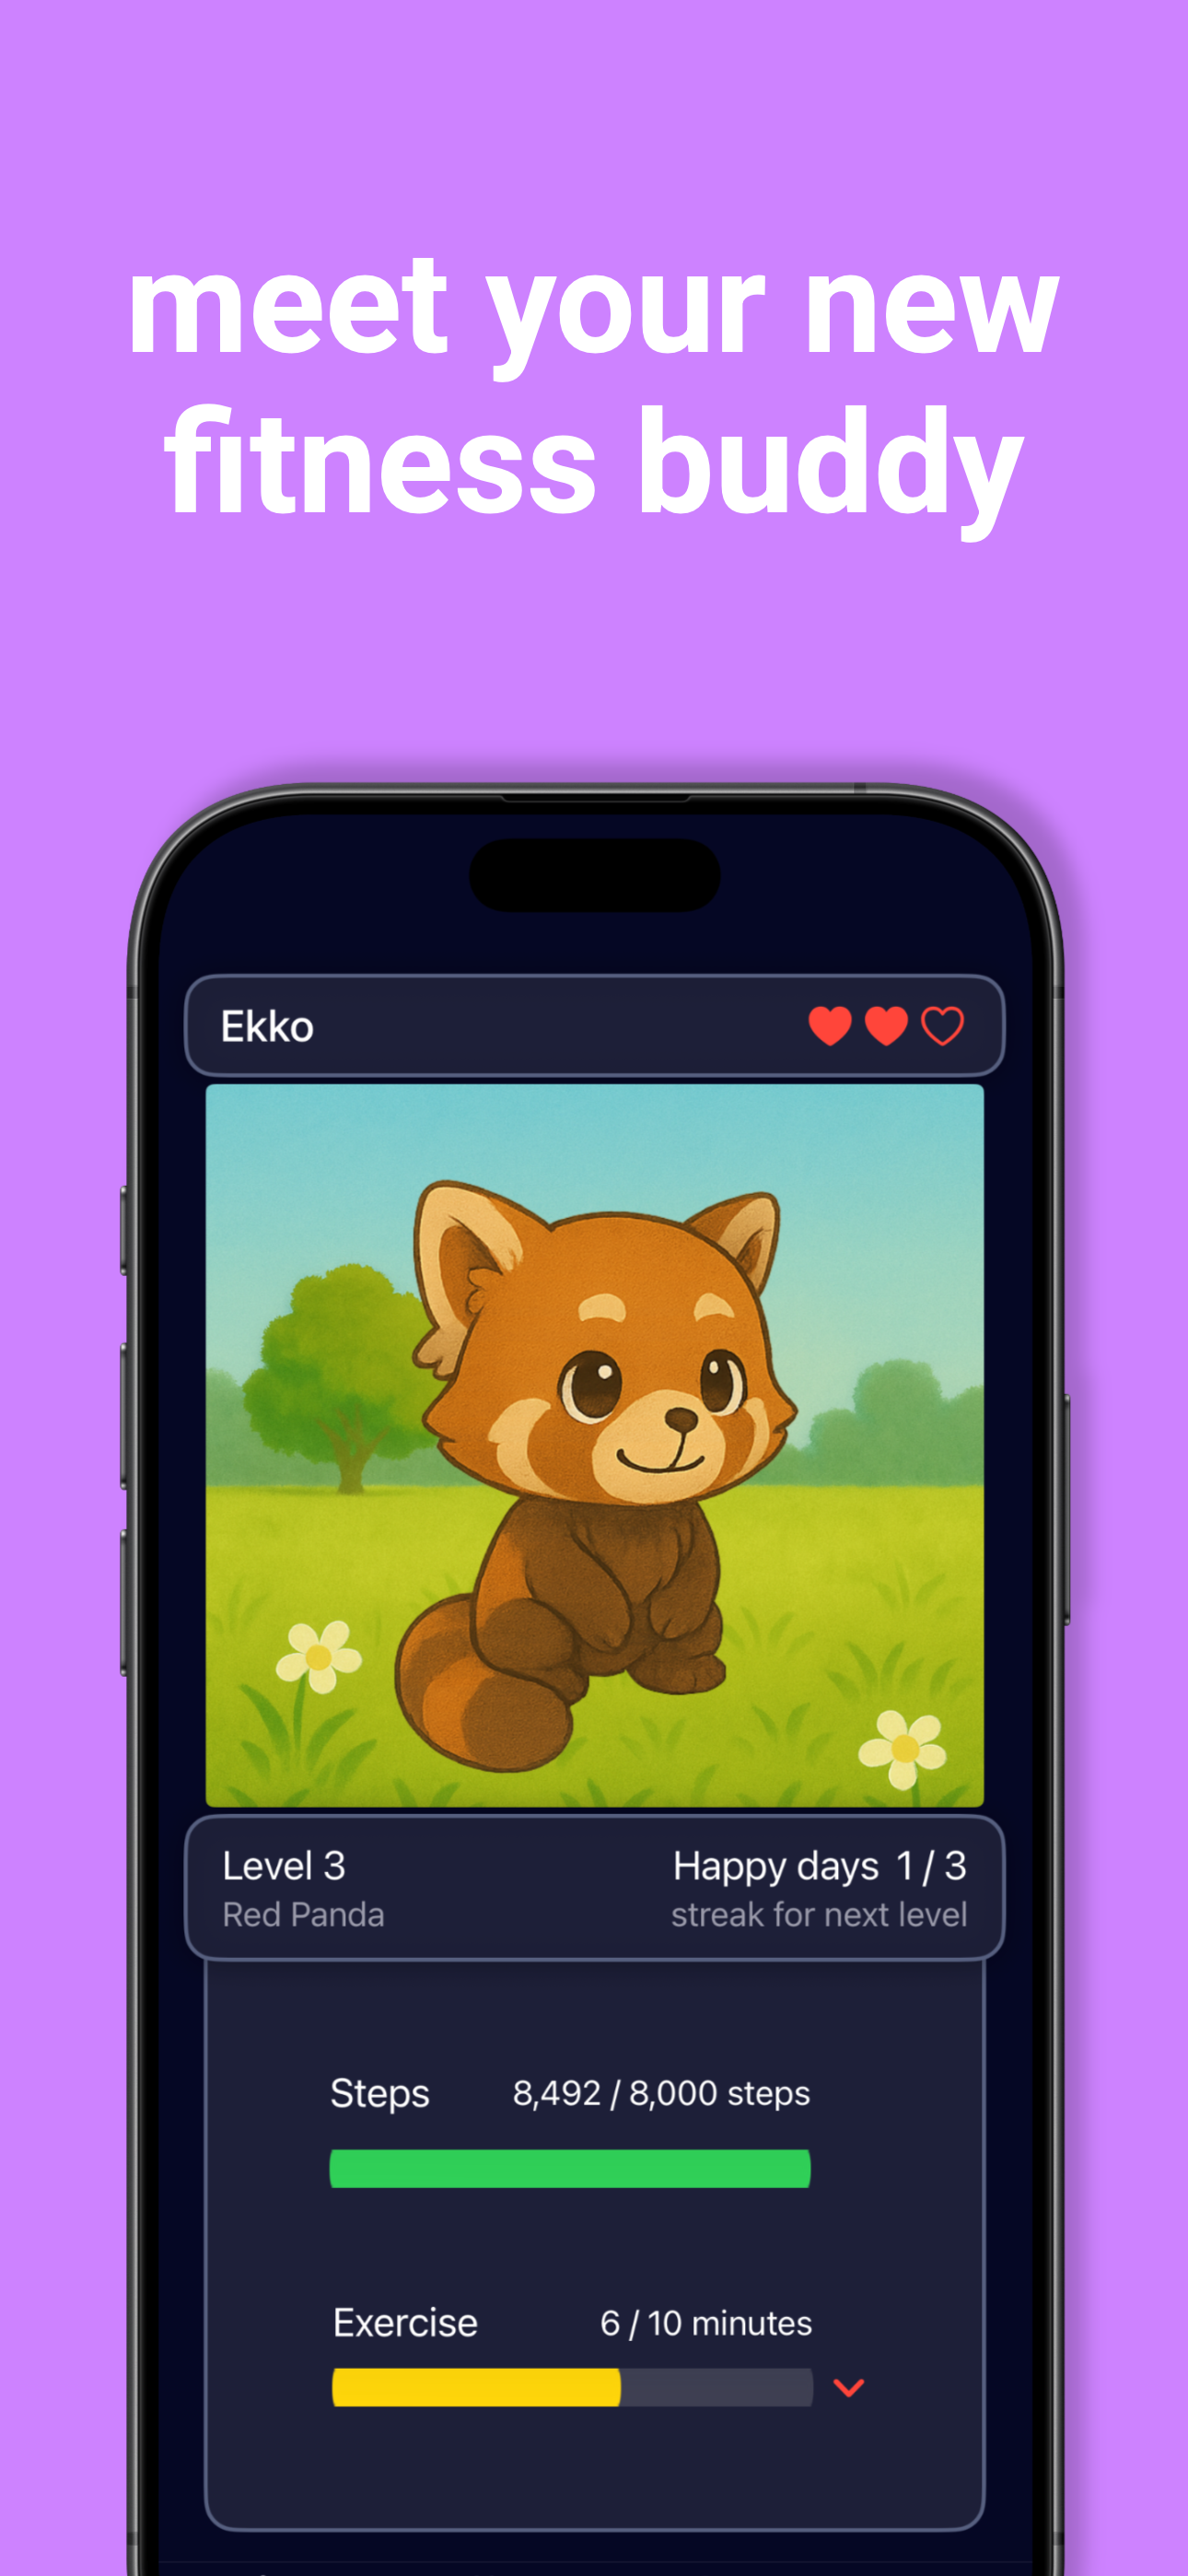 meet your new
fitness buddy
Ekko
Level 3
Happy days 1 / 3
Red Panda
streak for next level
Steps
8,492 / 8,000 steps
Exercise
6 / 10 minutes